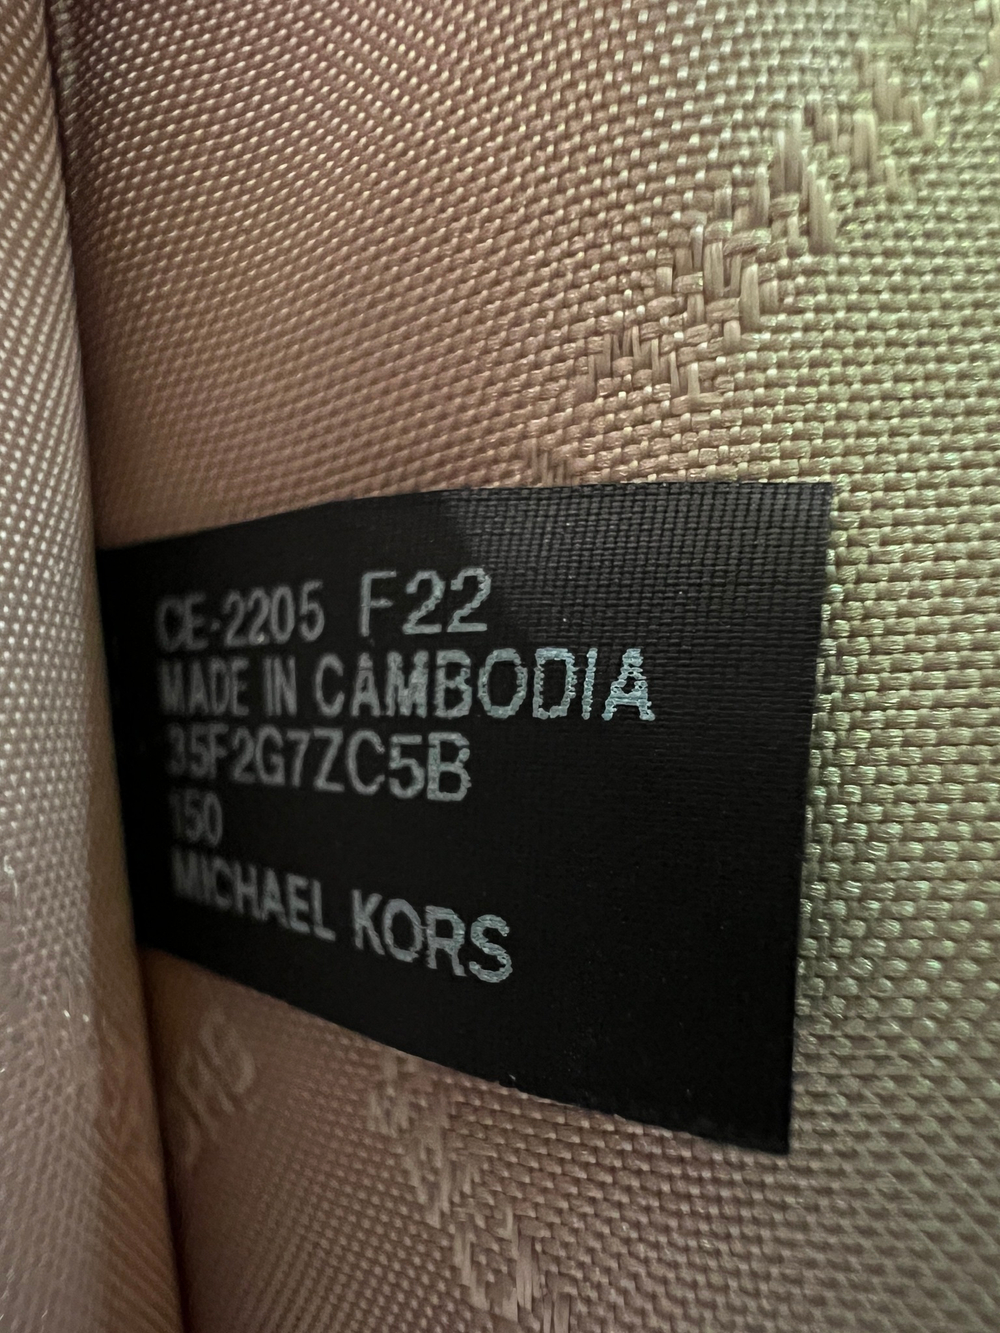 CE-2205 F22
MADE IN CAMBODIA
35F2G7ZC5B
150
MICHAEL KORS